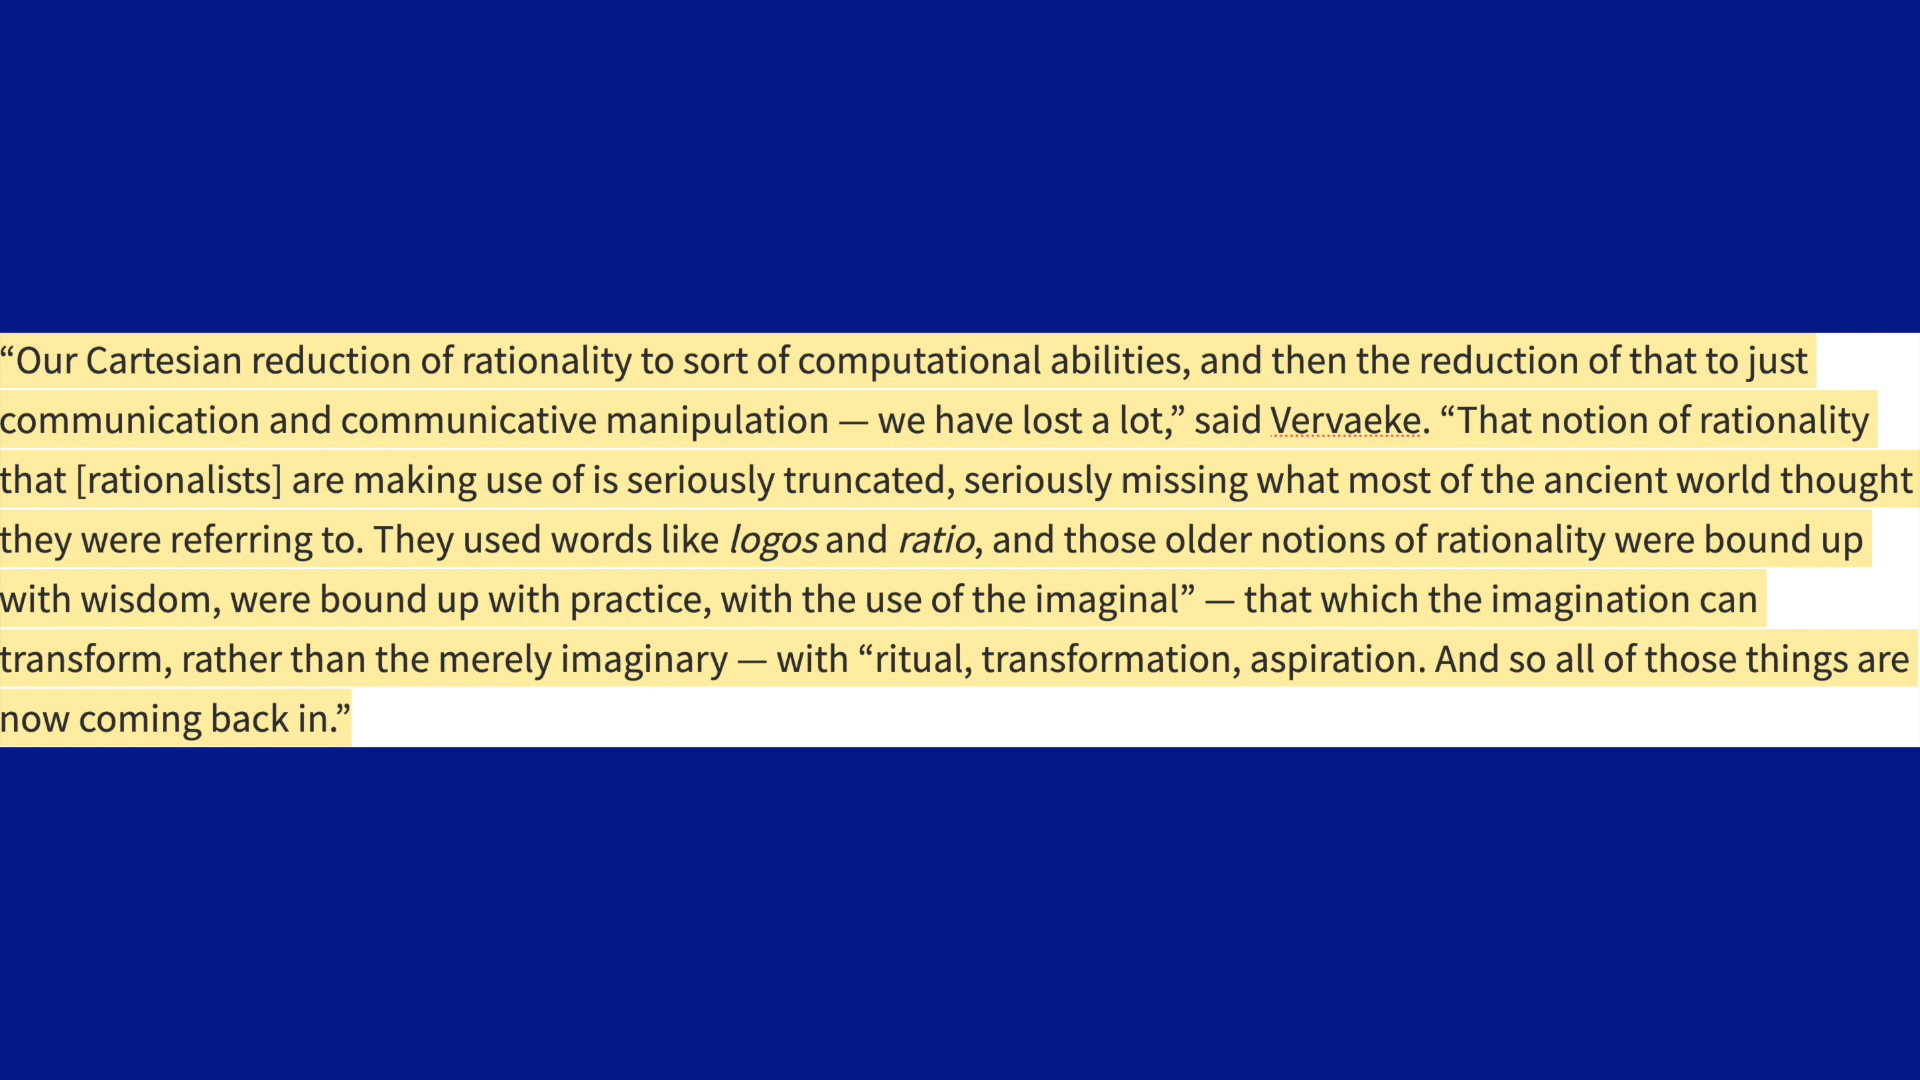 “Our Cartesian reduction of rationality to sort of computational abilities, and then the reduction of that to just
communication and communicative manipulation — we have lost a lot,” said Vervaeke. “That notion of rationality
that [rationalists] are making use of is seriously truncated, seriously missing what most of the ancient world thought
they were referring to. They used words like logos and ratio, and those older notions of rationality were bound up
with wisdom, were bound up with practice, with the use of the imaginal” — that which the imagination can
transform, rather than the merely imaginary — with “ritual, transformation, aspiration. And so all of those things are
now coming back in.”